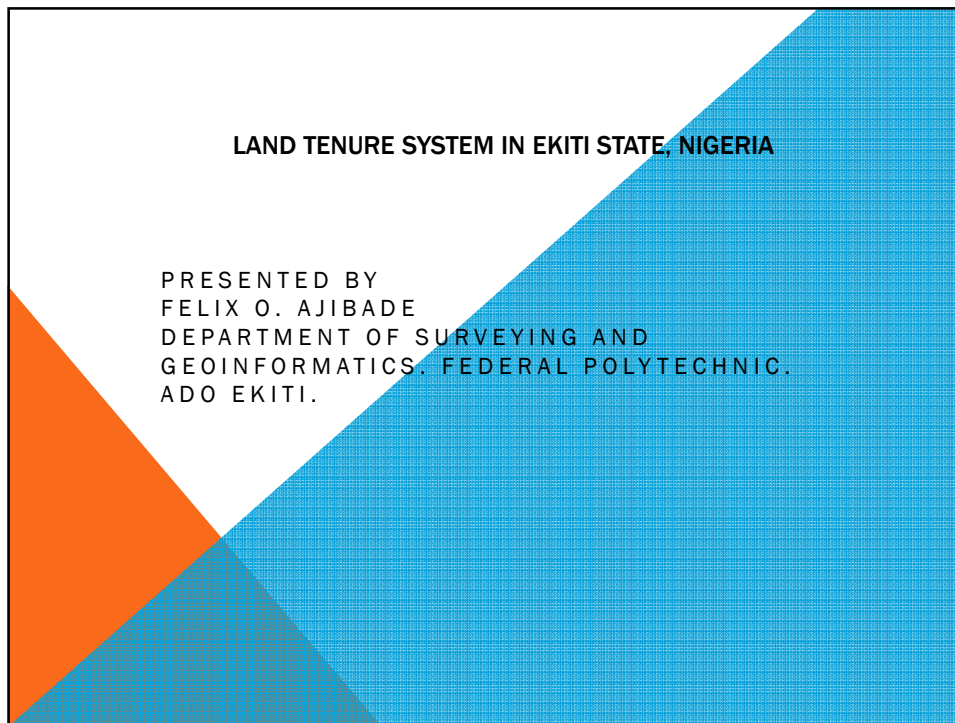 LAND TENURE SYSTEM IN EKITI STATE, NIGERIA
PRESENTED BY
FELIX O. AJIBADE
DEPARTMENT OF SURVEYING AND
GEOINFORMATICS. FEDERAL POLYTECHNIC.
ADO EKITI.